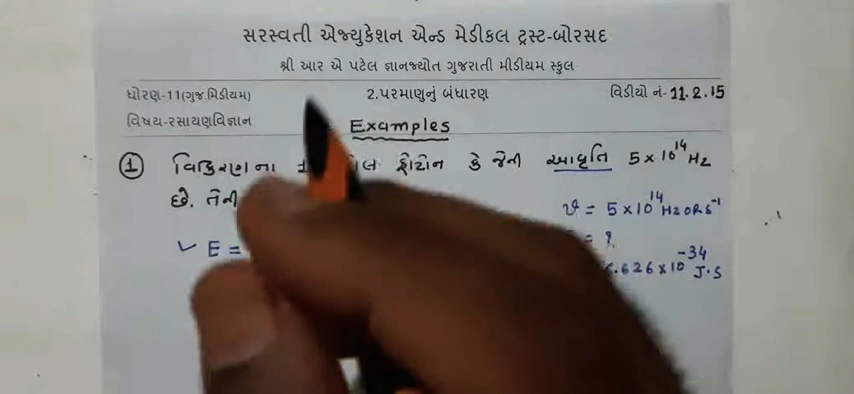 સરસ્વતી એજ્યુકેશન એન્ડ મેડીકલ ટ્રસ્ટ-બોરસદ
શ્રી આર એ પટેલ જ્ઞાનજ્યોત ગુજરાતી મીડીયમ સ્કુલ
ધોરણ-11(ગુજ.મિડીયમ) 2.પરમાણુનું બંધારણ વિડીયો નં- 11.2.15
વિષય-રસાયણવિજ્ઞાન
Examples
① વિકિરણના ફોટોન કે જેની આવૃતિ 5 x 10¹⁴ Hz
છે. તેની
ν = 5 x 10¹⁴ Hz OR S⁻¹
✓ E = = ?
6.626 x 10⁻³⁴ J.S